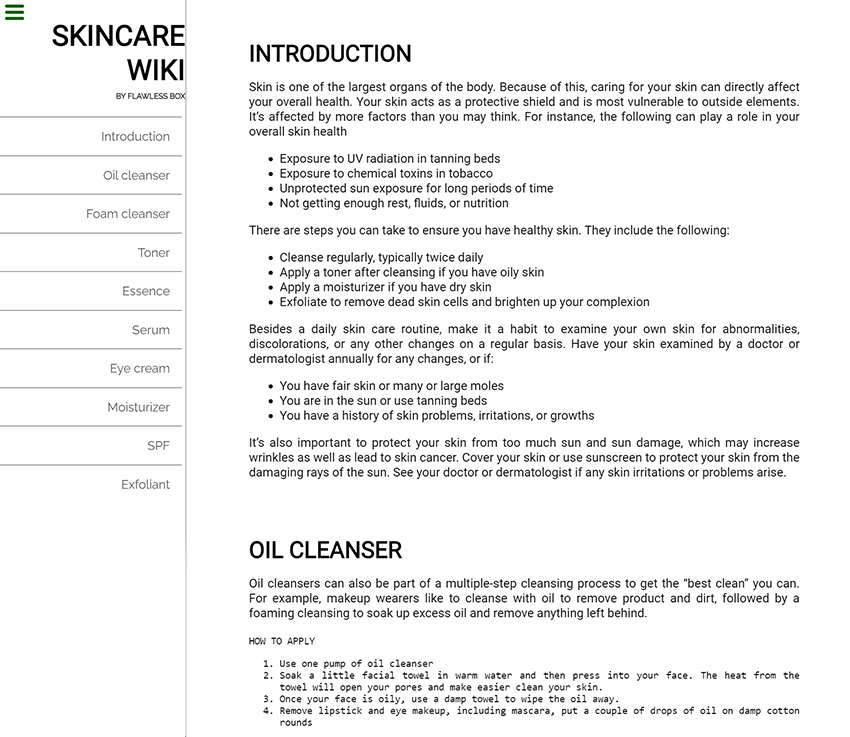 SKINCARE
WIKI
BY FLAWLESS BOX
Introduction
Oil cleanser
Foam cleanser
Toner
Essence
Serum
Eye cream
Moisturizer
SPF
Exfoliant
INTRODUCTION
Skin is one of the largest organs of the body. Because of this, caring for your skin can directly affect
your overall health. Your skin acts as a protective shield and is most vulnerable to outside elements.
It’s affected by more factors than you may think. For instance, the following can play a role in your
overall skin health
• Exposure to UV radiation in tanning beds
• Exposure to chemical toxins in tobacco
• Unprotected sun exposure for long periods of time
• Not getting enough rest, fluids, or nutrition
There are steps you can take to ensure you have healthy skin. They include the following:
• Cleanse regularly, typically twice daily
• Apply a toner after cleansing if you have oily skin
• Apply a moisturizer if you have dry skin
• Exfoliate to remove dead skin cells and brighten up your complexion
Besides a daily skin care routine, make it a habit to examine your own skin for abnormalities,
discolorations, or any other changes on a regular basis. Have your skin examined by a doctor or
dermatologist annually for any changes, or if:
• You have fair skin or many or large moles
• You are in the sun or use tanning beds
• You have a history of skin problems, irritations, or growths
It’s also important to protect your skin from too much sun and sun damage, which may increase
wrinkles as well as lead to skin cancer. Cover your skin or use sunscreen to protect your skin from the
damaging rays of the sun. See your doctor or dermatologist if any skin irritations or problems arise.
OIL CLEANSER
Oil cleansers can also be part of a multiple-step cleansing process to get the “best clean” you can.
For example, makeup wearers like to cleanse with oil to remove product and dirt, followed by a
foaming cleansing to soak up excess oil and remove anything left behind.
HOW TO APPLY
1. Use one pump of oil cleanser
2. Soak a little facial towel in warm water and then press into your face. The heat from the
towel will open your pores and make easier clean your skin.
3. Once your face is oily, use a damp towel to wipe the oil away.
4. Remove lipstick and eye makeup, including mascara, put a couple of drops of oil on damp cotton
rounds